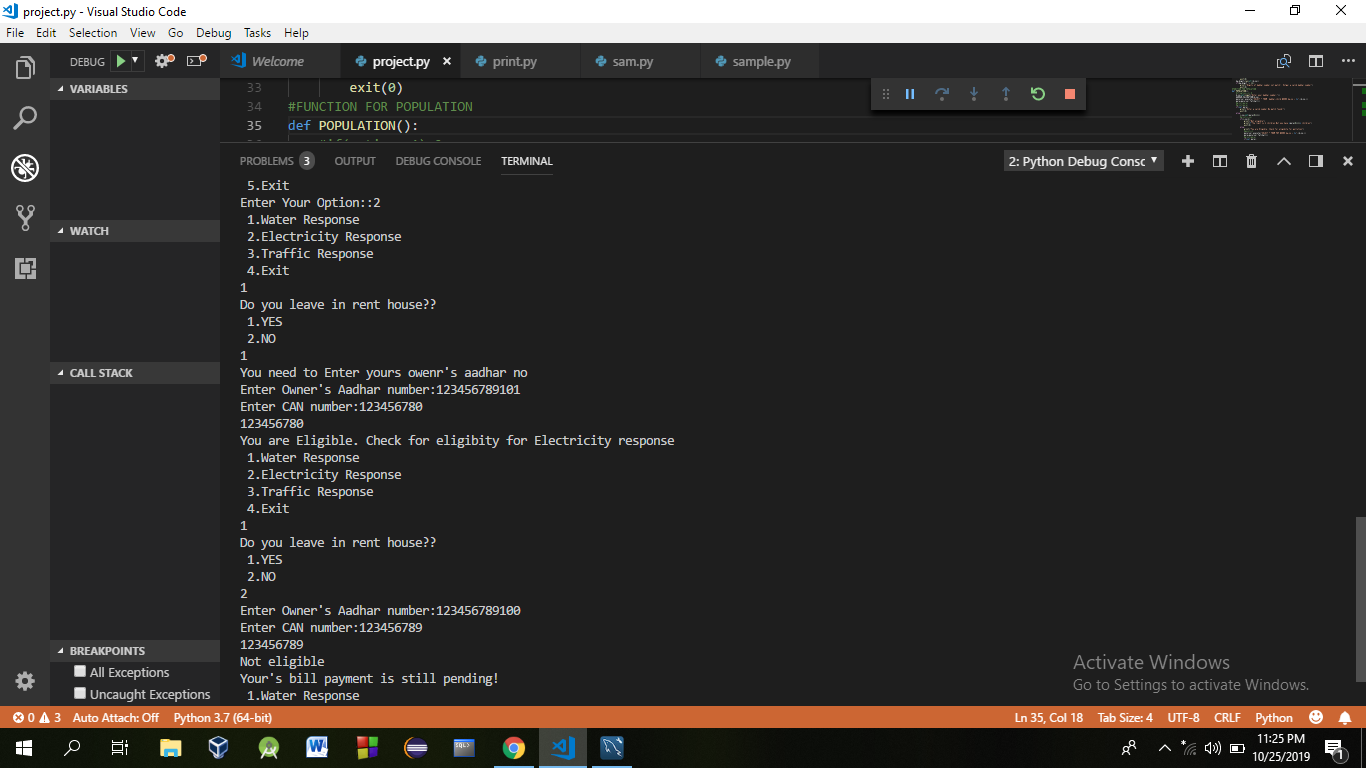 project.py - Visual Studio Code
File Edit Selection View Go Debug Tasks Help
DEBUG
Welcome
project.py
print.py
sam.py
sample.py
VARIABLES
WATCH
CALL STACK
BREAKPOINTS
All Exceptions
Uncaught Exceptions
33 exit(0)
34 #FUNCTION FOR POPULATION
35 def POPULATION():
PROBLEMS 3 OUTPUT DEBUG CONSOLE TERMINAL
2: Python Debug Consc
5.Exit
Enter Your Option::2
1.Water Response
2.Electricity Response
3.Traffic Response
4.Exit
1
Do you leave in rent house??
1.YES
2.NO
1
You need to Enter yours owenr's aadhar no
Enter Owner's Aadhar number:123456789101
Enter CAN number:123456780
123456780
You are Eligible. Check for eligibity for Electricity response
1.Water Response
2.Electricity Response
3.Traffic Response
4.Exit
1
Do you leave in rent house??
1.YES
2.NO
2
Enter Owner's Aadhar number:123456789100
Enter CAN number:123456789
123456789
Not eligible
Your's bill payment is still pending!
1.Water Response
Activate Windows
Go to Settings to activate Windows.
0 3 Auto Attach: Off Python 3.7 (64-bit)
Ln 35, Col 18 Tab Size: 4 UTF-8 CRLF Python
SQL>
11:25 PM
10/25/2019
1